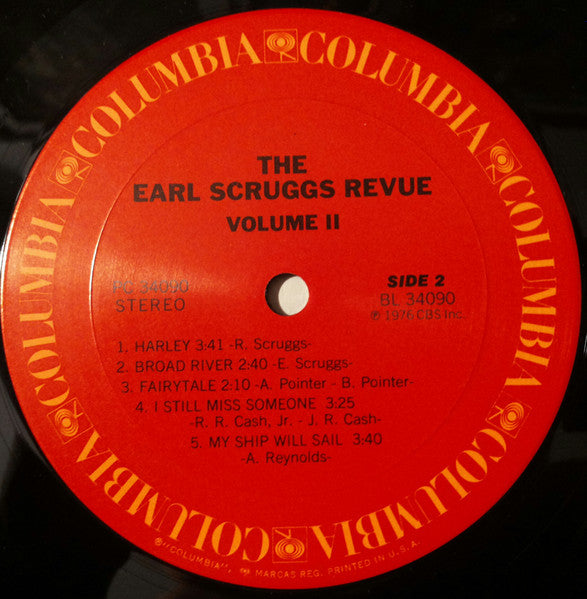 COLUMBIA COLUMBIA COLUMBIA COLUMBIA COLUMBIA COLUMBIA
THE
EARL SCRUGGS REVUE
VOLUME II
PC 34090
STEREO
SIDE 2
BL 34090
℗ 1976 CBS Inc.
1. HARLEY 3:41 -R. Scruggs-
2. BROAD RIVER 2:40 -E. Scruggs-
3. FAIRYTALE 2:10 -A. Pointer - B. Pointer-
4. I STILL MISS SOMEONE 3:25
-R. R. Cash, Jr. - J. R. Cash-
5. MY SHIP WILL SAIL 3:40
-A. Reynolds-
®"COLUMBIA", MARCAS REG. PRINTED IN U.S.A.